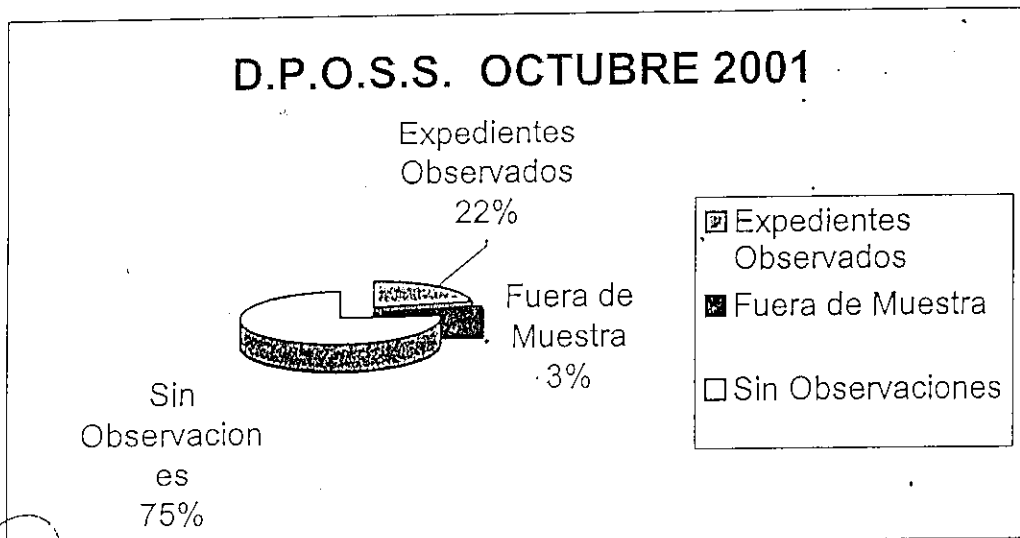 D.P.O.S.S. OCTUBRE 2001
Expedientes
Observados
22%
Fuera de
Muestra
3%
Sin
Observacion
es
75%
Expedientes
Observados
Fuera de Muestra
Sin Observaciones